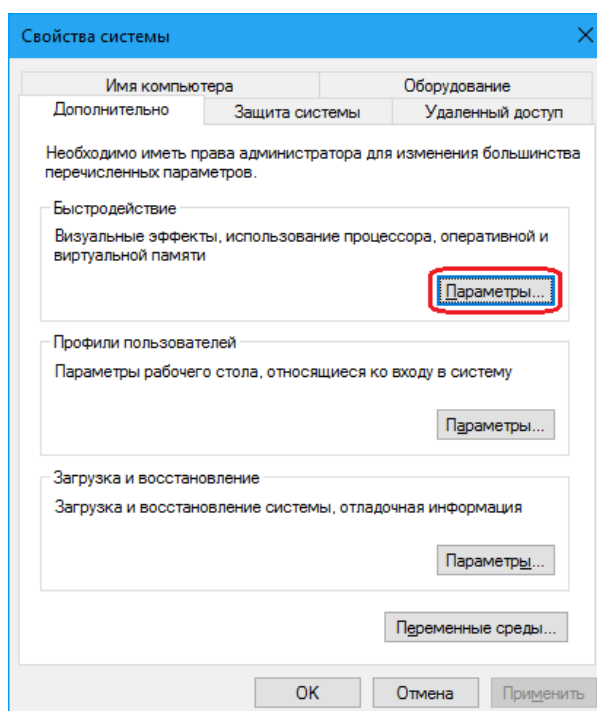 Свойства системы
Имя компьютера
Оборудование
Дополнительно
Защита системы
Удаленный доступ
Необходимо иметь права администратора для изменения большинства
перечисленных параметров.
Быстродействие
Визуальные эффекты, использование процессора, оперативной и
виртуальной памяти
Параметры...
Профили пользователей
Параметры рабочего стола, относящиеся ко входу в систему
Параметры...
Загрузка и восстановление
Загрузка и восстановление системы, отладочная информация
Параметры...
Переменные среды...
OK
Отмена
Применить